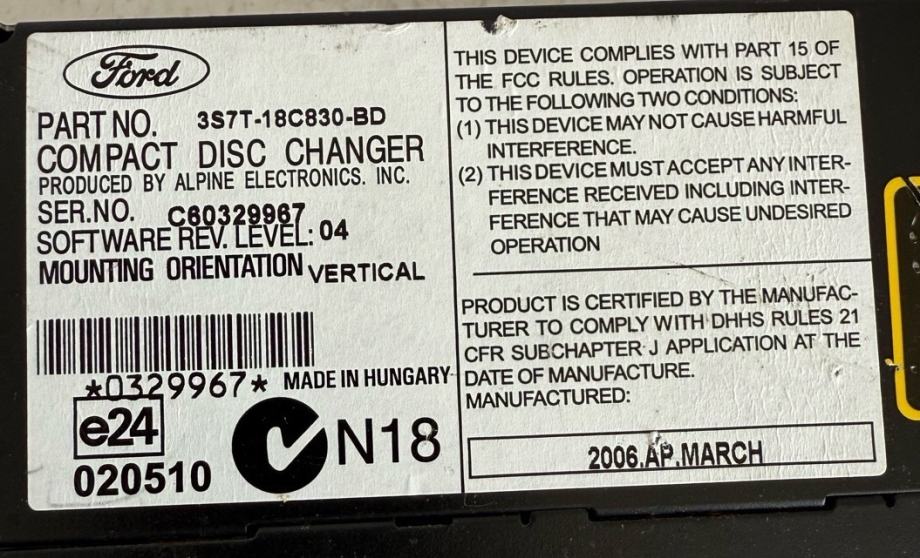 Ford
PART NO. 3S7T-18C830-BD
COMPACT DISC CHANGER
PRODUCED BY ALPINE ELECTRONICS. INC.
SER.NO. C60329967
SOFTWARE REV. LEVEL: 04
MOUNTING ORIENTATION VERTICAL
*0329967* MADE IN HUNGARY
e24
020510
N18
THIS DEVICE COMPLIES WITH PART 15 OF
THE FCC RULES. OPERATION IS SUBJECT
TO THE FOLLOWING TWO CONDITIONS:
(1) THIS DEVICE MAY NOT CAUSE HARMFUL
INTERFERENCE.
(2) THIS DEVICE MUST ACCEPT ANY INTER-
FERENCE RECEIVED INCLUDING INTER-
FERENCE THAT MAY CAUSE UNDESIRED
OPERATION
PRODUCT IS CERTIFIED BY THE MANUFAC-
TURER TO COMPLY WITH DHHS RULES 21
CFR SUBCHAPTER J APPLICATION AT THE
DATE OF MANUFACTURE.
MANUFACTURED:
2006.AP.MARCH